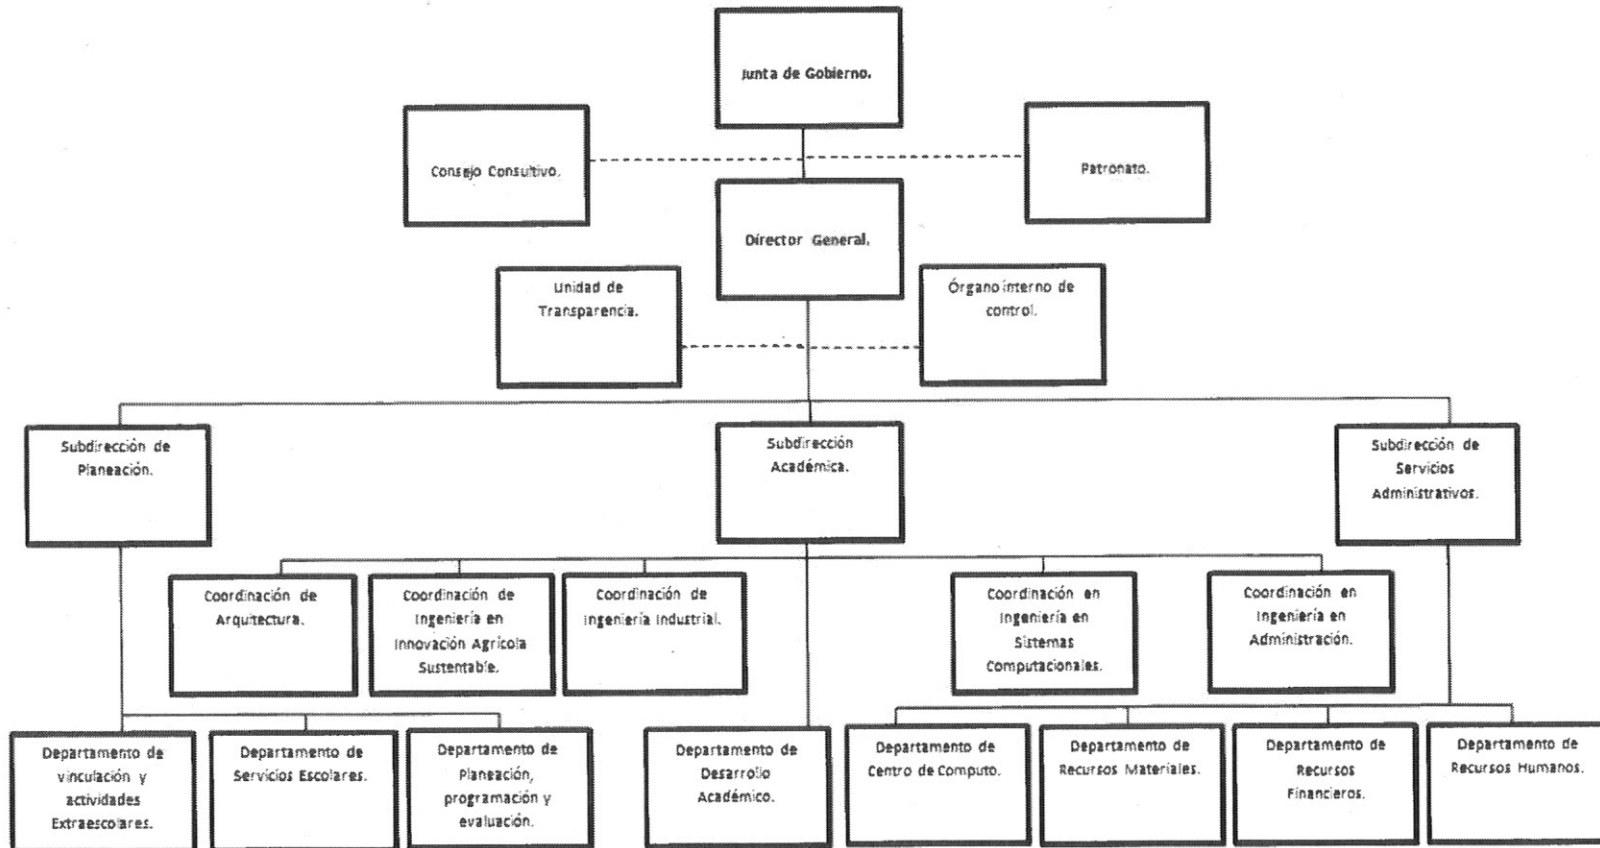 Junta de Gobierno.
Consejo Consultivo.
Patronato.
Director General.
Unidad de
Transparencia.
Órgano interno de
control.
Subdirección de
Planeación.
Subdirección
Académica.
Subdirección de
Servicios
Administrativos.
Coordinación de
Arquitectura.
Coordinación de
Ingeniería en
Innovación Agrícola
Sustentable.
Coordinación de
Ingeniería Industrial.
Coordinación en
Ingeniería en
Sistemas
Computacionales.
Coordinación en
Ingeniería en
Administración.
Departamento de
vinculación y
actividades
Extraescolares.
Departamento de
Servicios Escolares.
Departamento de
Planeación,
programación y
evaluación.
Departamento de
Desarrollo
Académico.
Departamento de
Centro de Computo.
Departamento de
Recursos Materiales.
Departamento de
Recursos
Financieros.
Departamento de
Recursos Humanos.